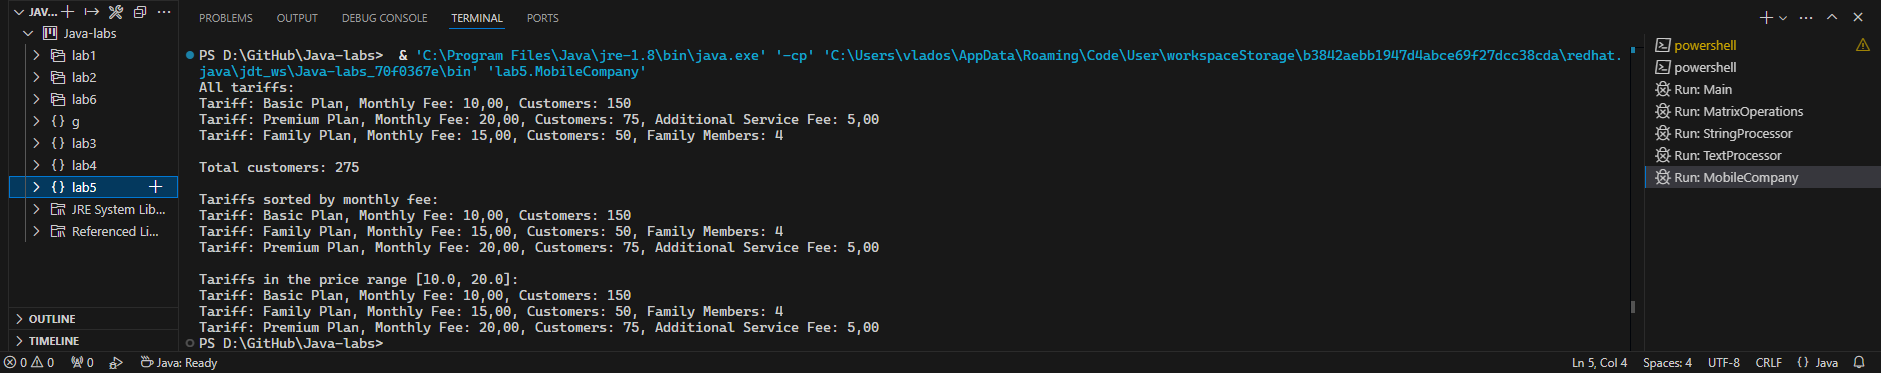 JAV...
Java-labs
lab1
lab2
lab6
g
lab3
lab4
lab5
JRE System Lib...
Referenced Li...
OUTLINE
TIMELINE
PROBLEMS OUTPUT DEBUG CONSOLE TERMINAL PORTS
PS D:\GitHub\Java-labs>  & 'C:\Program Files\Java\jre-1.8\bin\java.exe' '-cp' 'C:\Users\vlados\AppData\Roaming\Code\User\workspaceStorage\b3842aebb1947d4abce69f27dcc38cda\redhat.
java\jdt_ws\Java-labs_70f0367e\bin' 'lab5.MobileCompany'
All tariffs:
Tariff: Basic Plan, Monthly Fee: 10,00, Customers: 150
Tariff: Premium Plan, Monthly Fee: 20,00, Customers: 75, Additional Service Fee: 5,00
Tariff: Family Plan, Monthly Fee: 15,00, Customers: 50, Family Members: 4
Total customers: 275
Tariffs sorted by monthly fee:
Tariff: Basic Plan, Monthly Fee: 10,00, Customers: 150
Tariff: Family Plan, Monthly Fee: 15,00, Customers: 50, Family Members: 4
Tariff: Premium Plan, Monthly Fee: 20,00, Customers: 75, Additional Service Fee: 5,00
Tariffs in the price range [10.0, 20.0]:
Tariff: Basic Plan, Monthly Fee: 10,00, Customers: 150
Tariff: Family Plan, Monthly Fee: 15,00, Customers: 50, Family Members: 4
Tariff: Premium Plan, Monthly Fee: 20,00, Customers: 75, Additional Service Fee: 5,00
PS D:\GitHub\Java-labs>
powershell
powershell
Run: Main
Run: MatrixOperations
Run: StringProcessor
Run: TextProcessor
Run: MobileCompany
0 0 0 Java: Ready Ln 5, Col 4 Spaces: 4 UTF-8 CRLF {} Java